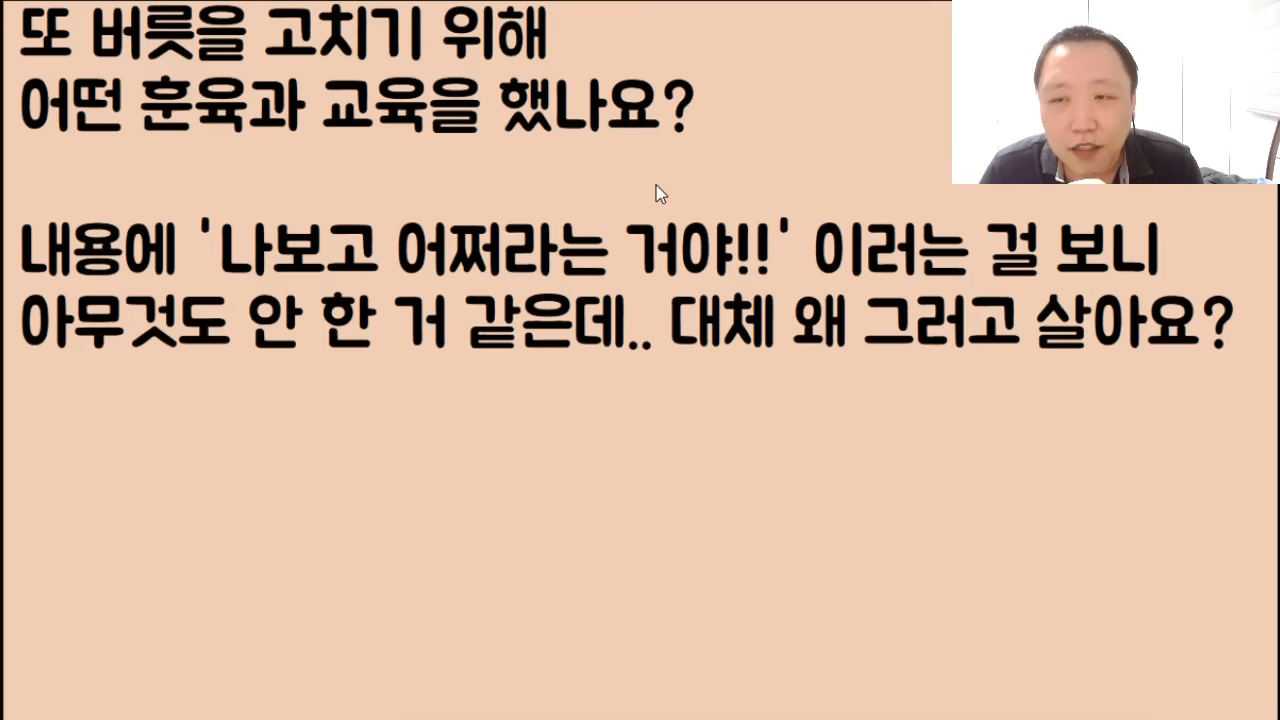 또 버릇을 고치기 위해
어떤 훈육과 교육을 했나요?
내용에 '나보고 어쩌라는 거야!!' 이러는 걸 보니
아무것도 안 한 거 같은데.. 대체 왜 그러고 살아요?